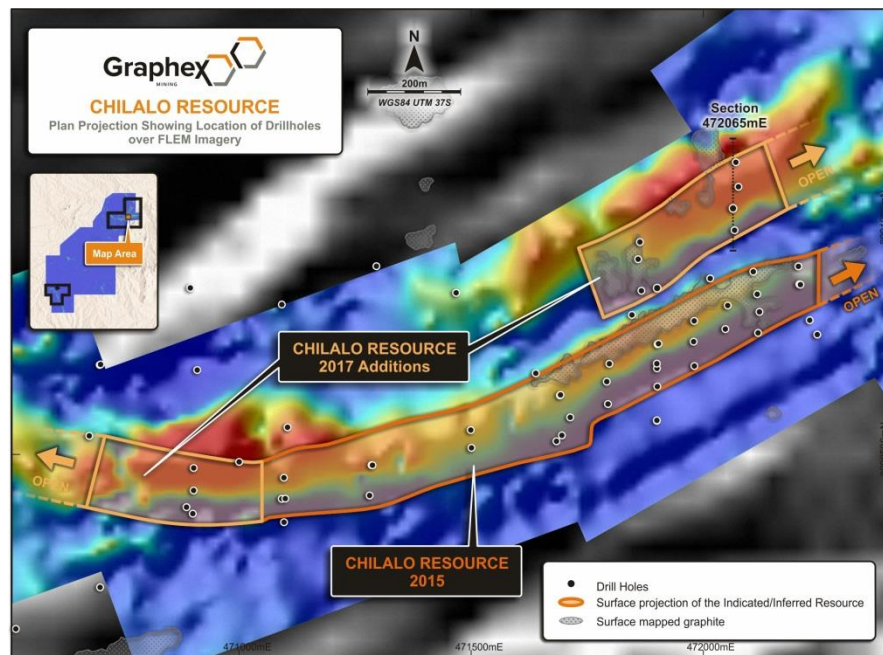 Graphex
MINING
CHILALO RESOURCE
Plan Projection Showing Location of Drillholes
over FLEM Imagery
N
200m
WGS84 UTM 37S
Section
472065mE
OPEN
OPEN
Map Area
CHILALO RESOURCE
2017 Additions
OPEN
CHILALO RESOURCE
2015
Drill Holes
Surface projection of the Indicated/Inferred Resource
Surface mapped graphite
471000mE
471500mE
472000mE